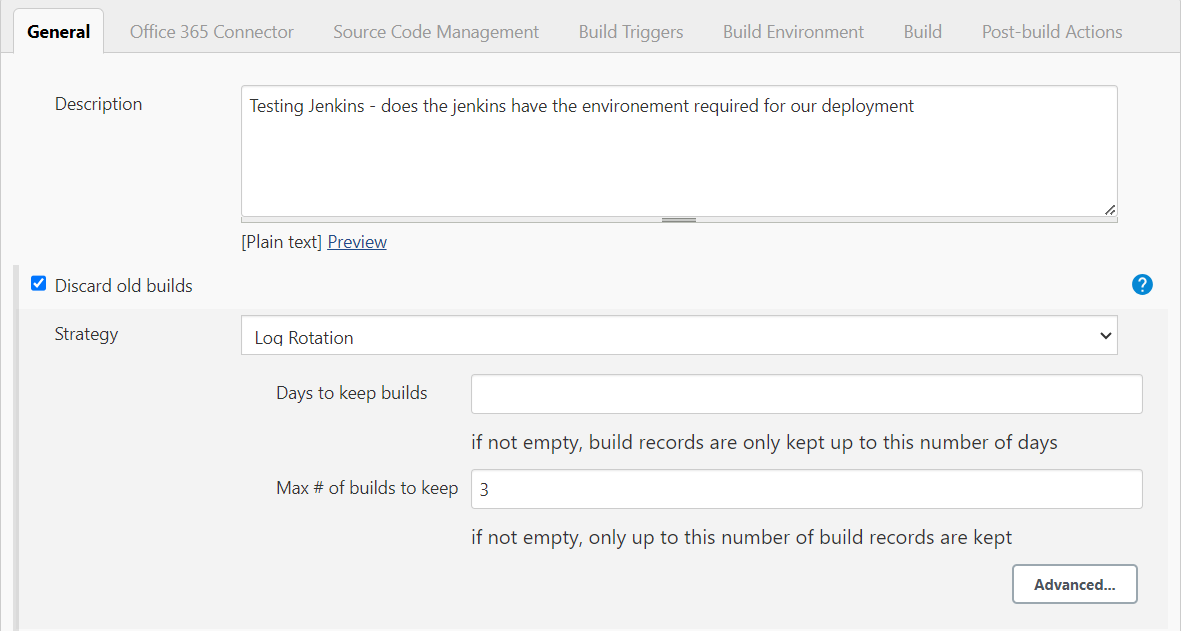 General Office 365 Connector Source Code Management Build Triggers Build Environment Build Post-build Actions
Description
Testing Jenkins - does the jenkins have the environement required for our deployment
[Plain text] Preview
Discard old builds
?
Strategy
Log Rotation
Days to keep builds
if not empty, build records are only kept up to this number of days
Max # of builds to keep
3
if not empty, only up to this number of build records are kept
Advanced...